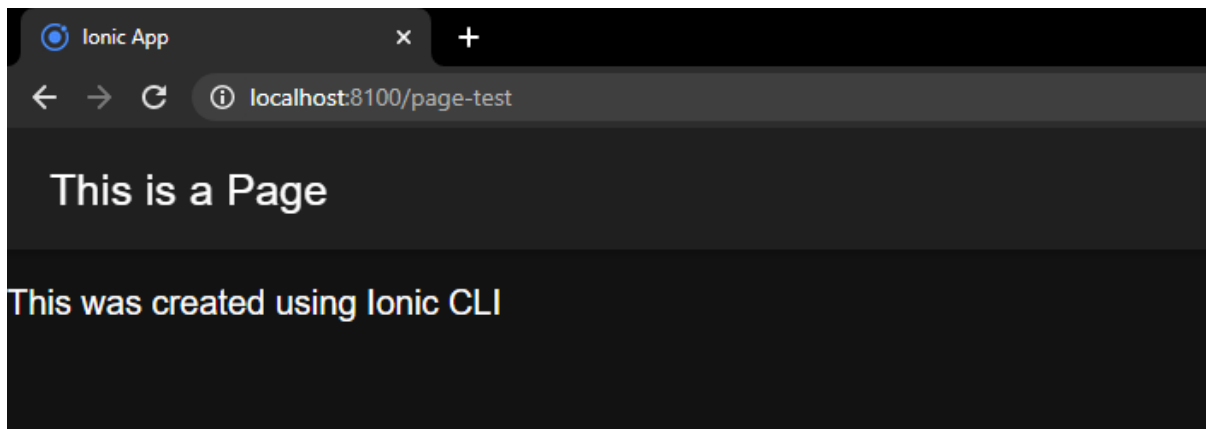 Ionic App
localhost:8100/page-test
This is a Page
This was created using Ionic CLI